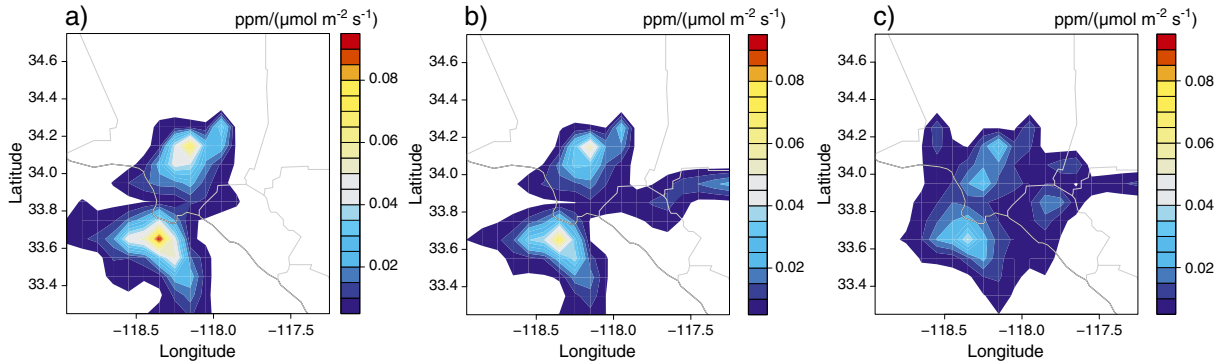 a) ppm/(μmol m⁻² s⁻¹)
34.6
34.4
34.2
34.0
33.8
33.6
33.4
Latitude
−118.5 −118.0 −117.5
Longitude
0.08
0.06
0.04
0.02
b) ppm/(μmol m⁻² s⁻¹)
34.6
34.4
34.2
34.0
33.8
33.6
33.4
Latitude
−118.5 −118.0 −117.5
Longitude
0.08
0.06
0.04
0.02
c) ppm/(μmol m⁻² s⁻¹)
34.6
34.4
34.2
34.0
33.8
33.6
33.4
Latitude
−118.5 −118.0 −117.5
Longitude
0.08
0.06
0.04
0.02